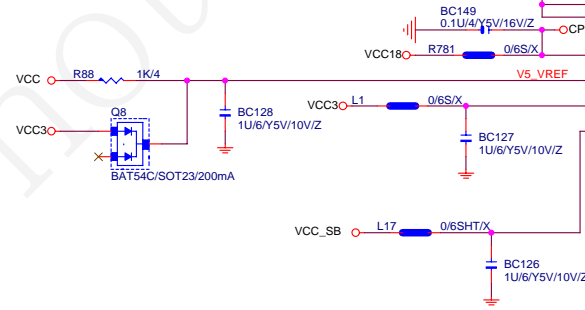 BC149
0.1U/4/Y5V/16V/Z
CP
VCC18
R781
0/6S/X
VCC
R88
1K/4
V5_VREF
VCC3
L1
0/6S/X
Q8
BC128
1U/6/Y5V/10V/Z
VCC3
BC127
1U/6/Y5V/10V/Z
BAT54C/SOT23/200mA
VCC_SB
L17
0/6SHT/X
BC126
1U/6/Y5V/10V/Z